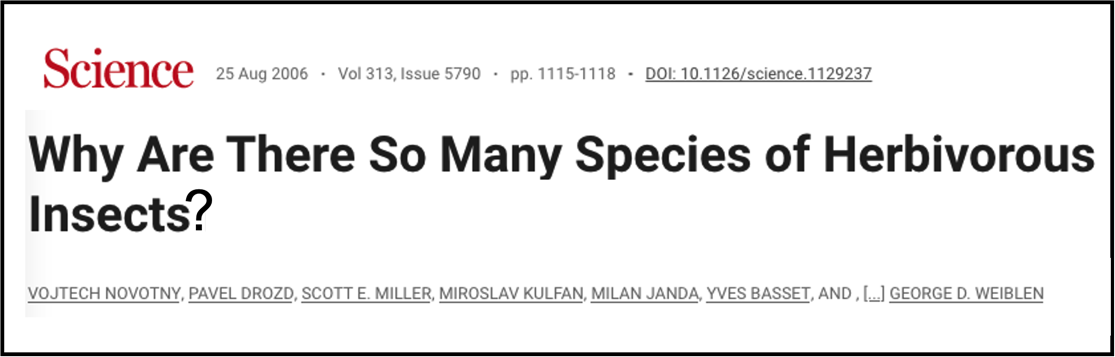 Science 25 Aug 2006 · Vol 313, Issue 5790 · pp. 1115-1118 · DOI: 10.1126/science.1129237
Why Are There So Many Species of Herbivorous
Insects?
VOJTECH NOVOTNY, PAVEL DROZD, SCOTT E. MILLER, MIROSLAV KULFAN, MILAN JANDA, YVES BASSET, AND , [...] GEORGE D. WEIBLEN